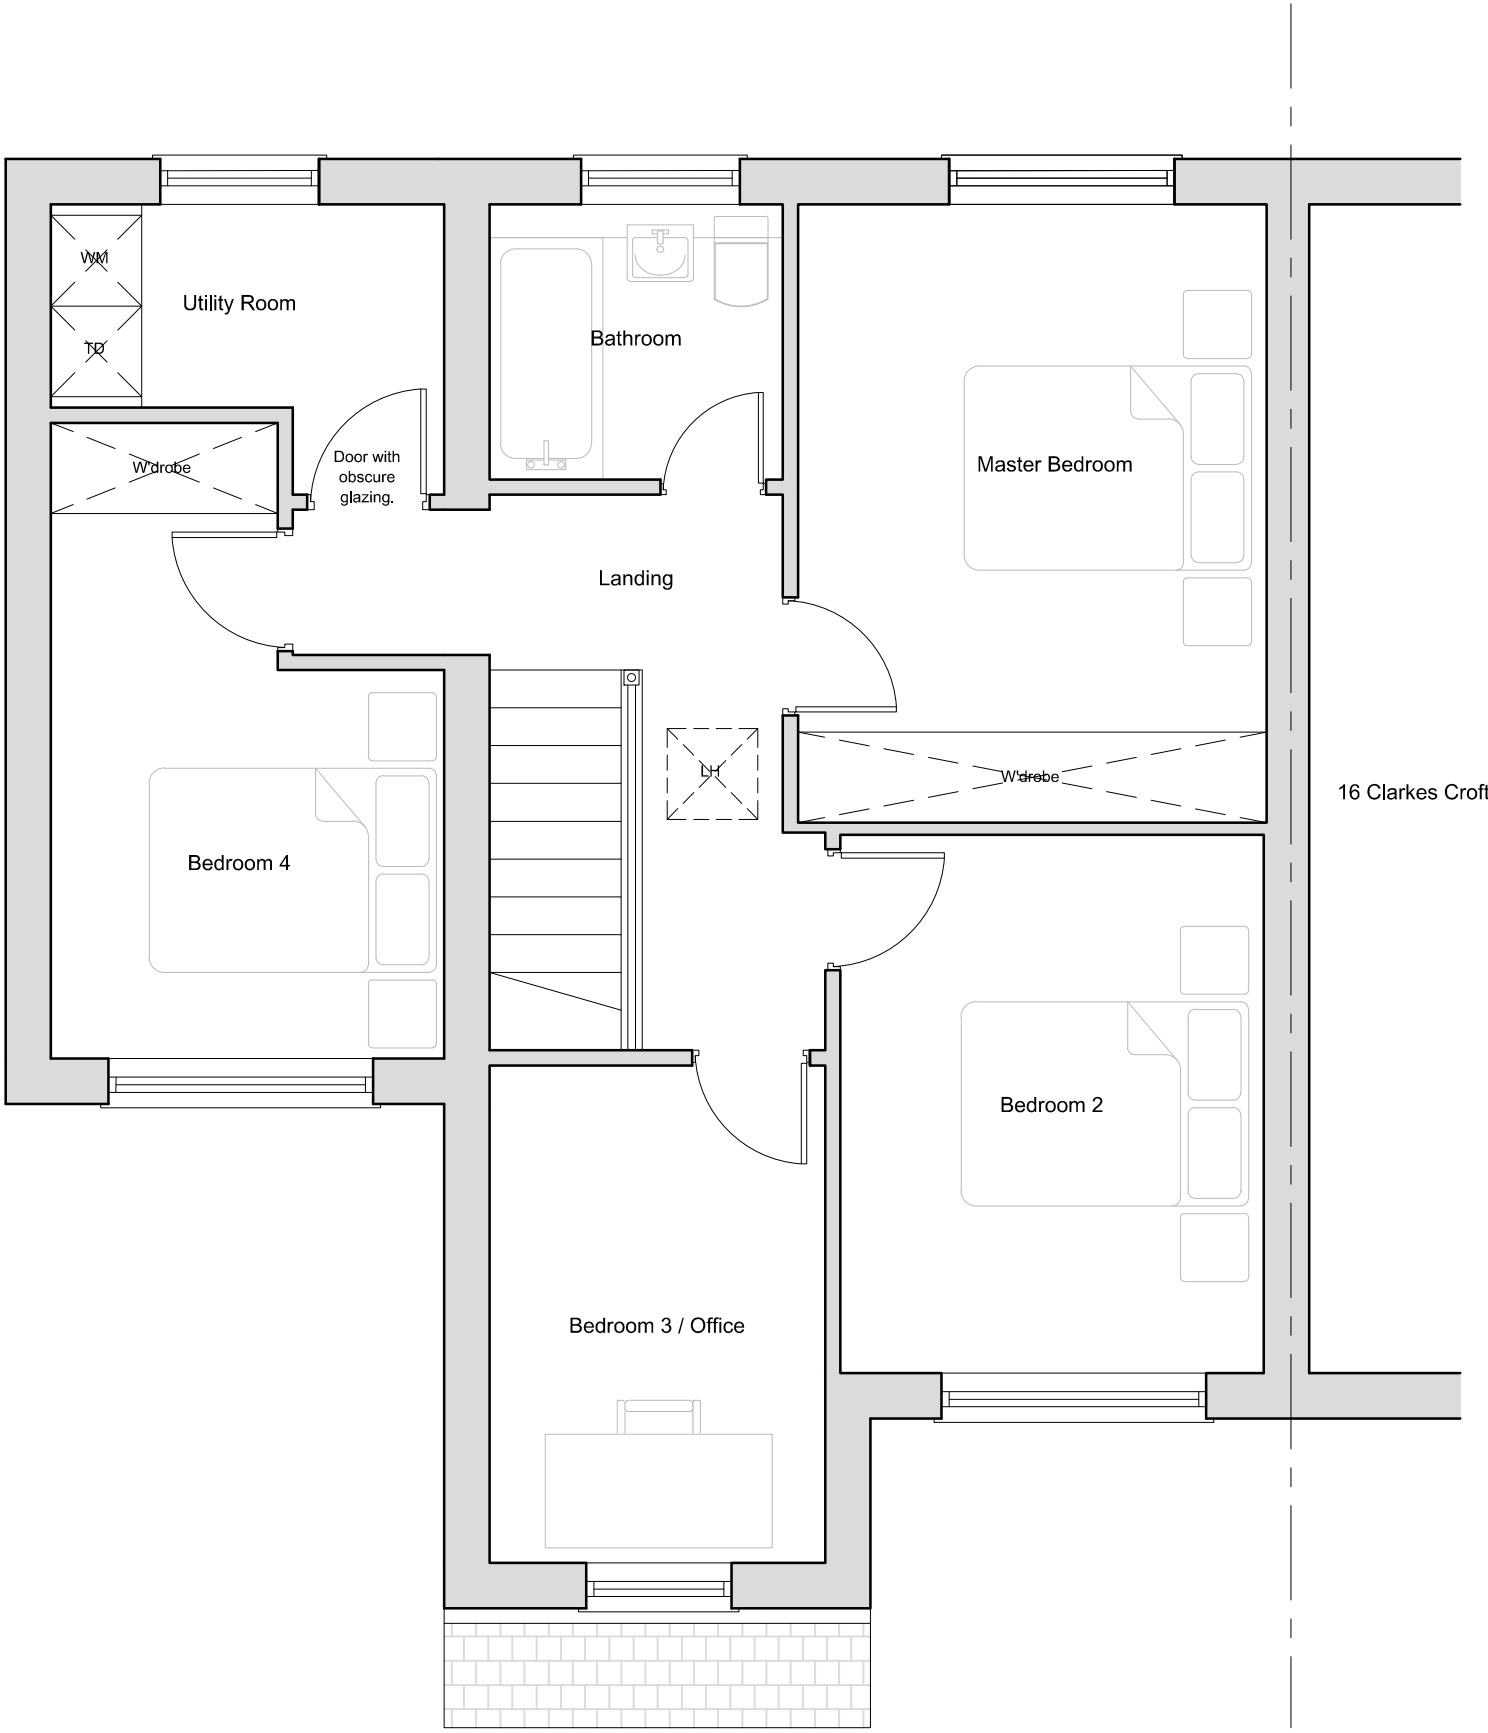 WM
Utility Room
TD
Bathroom
Door with
obscure
glazing.
W'drobe
Master Bedroom
Landing
LH
W'drobe
16 Clarkes Croft
Bedroom 4
Bedroom 2
Bedroom 3 / Office